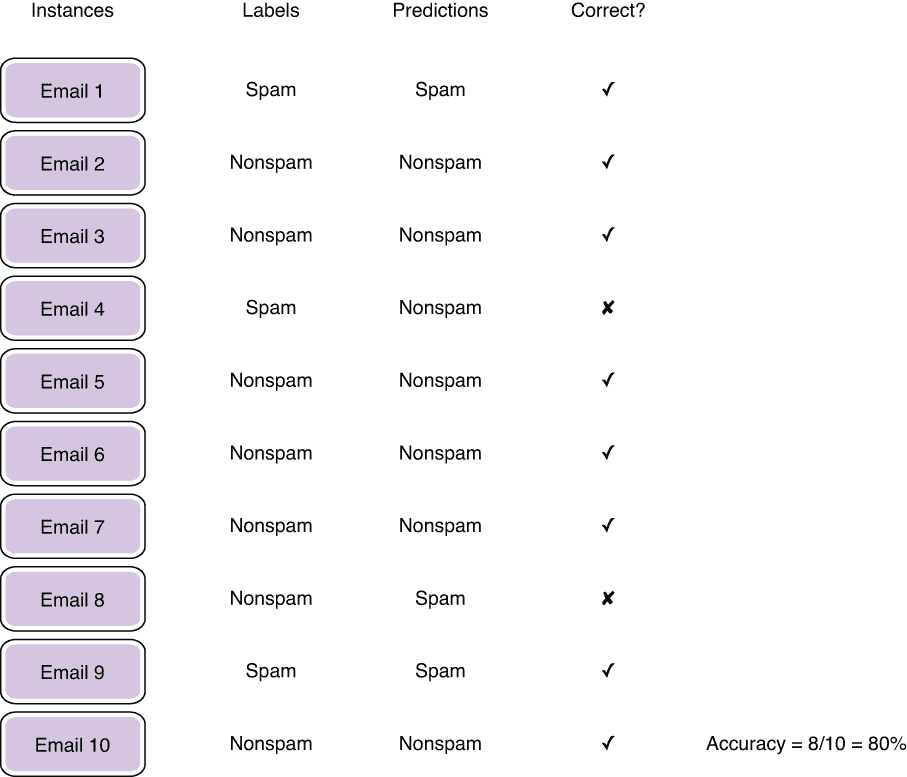 Instances Labels Predictions Correct?
Email 1 Spam Spam ✓
Email 2 Nonspam Nonspam ✓
Email 3 Nonspam Nonspam ✓
Email 4 Spam Nonspam ✘
Email 5 Nonspam Nonspam ✓
Email 6 Nonspam Nonspam ✓
Email 7 Nonspam Nonspam ✓
Email 8 Nonspam Spam ✘
Email 9 Spam Spam ✓
Email 10 Nonspam Nonspam ✓ Accuracy = 8/10 = 80%